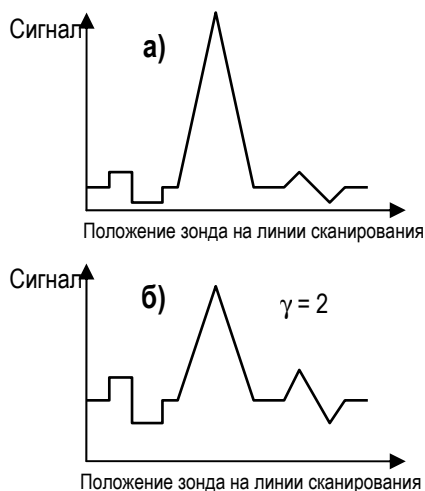 Сигнал
а)
Положение зонда на линии сканирования
Сигнал
б)
γ = 2
Положение зонда на линии сканирования